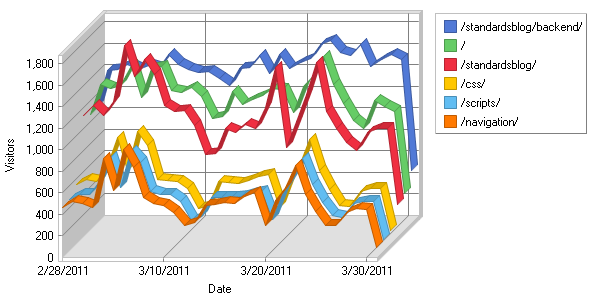 /standardsblog/backend/
/
/standardsblog/
/css/
/scripts/
/navigation/
Visitors
1,800
1,600
1,400
1,200
1,000
800
600
400
200
0
2/28/2011
3/10/2011
3/20/2011
3/30/2011
Date